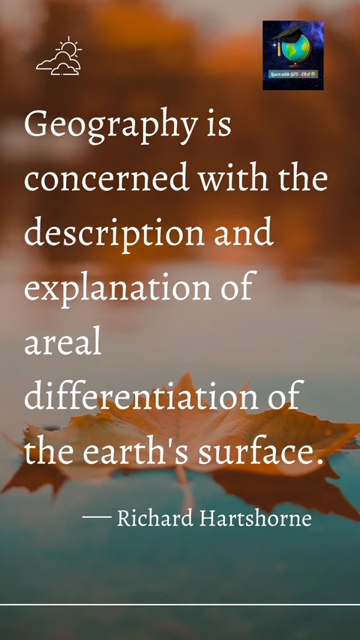 Geography is
concerned with the
description and
explanation of
areal
differentiation of
the earth's surface.
— Richard Hartshorne